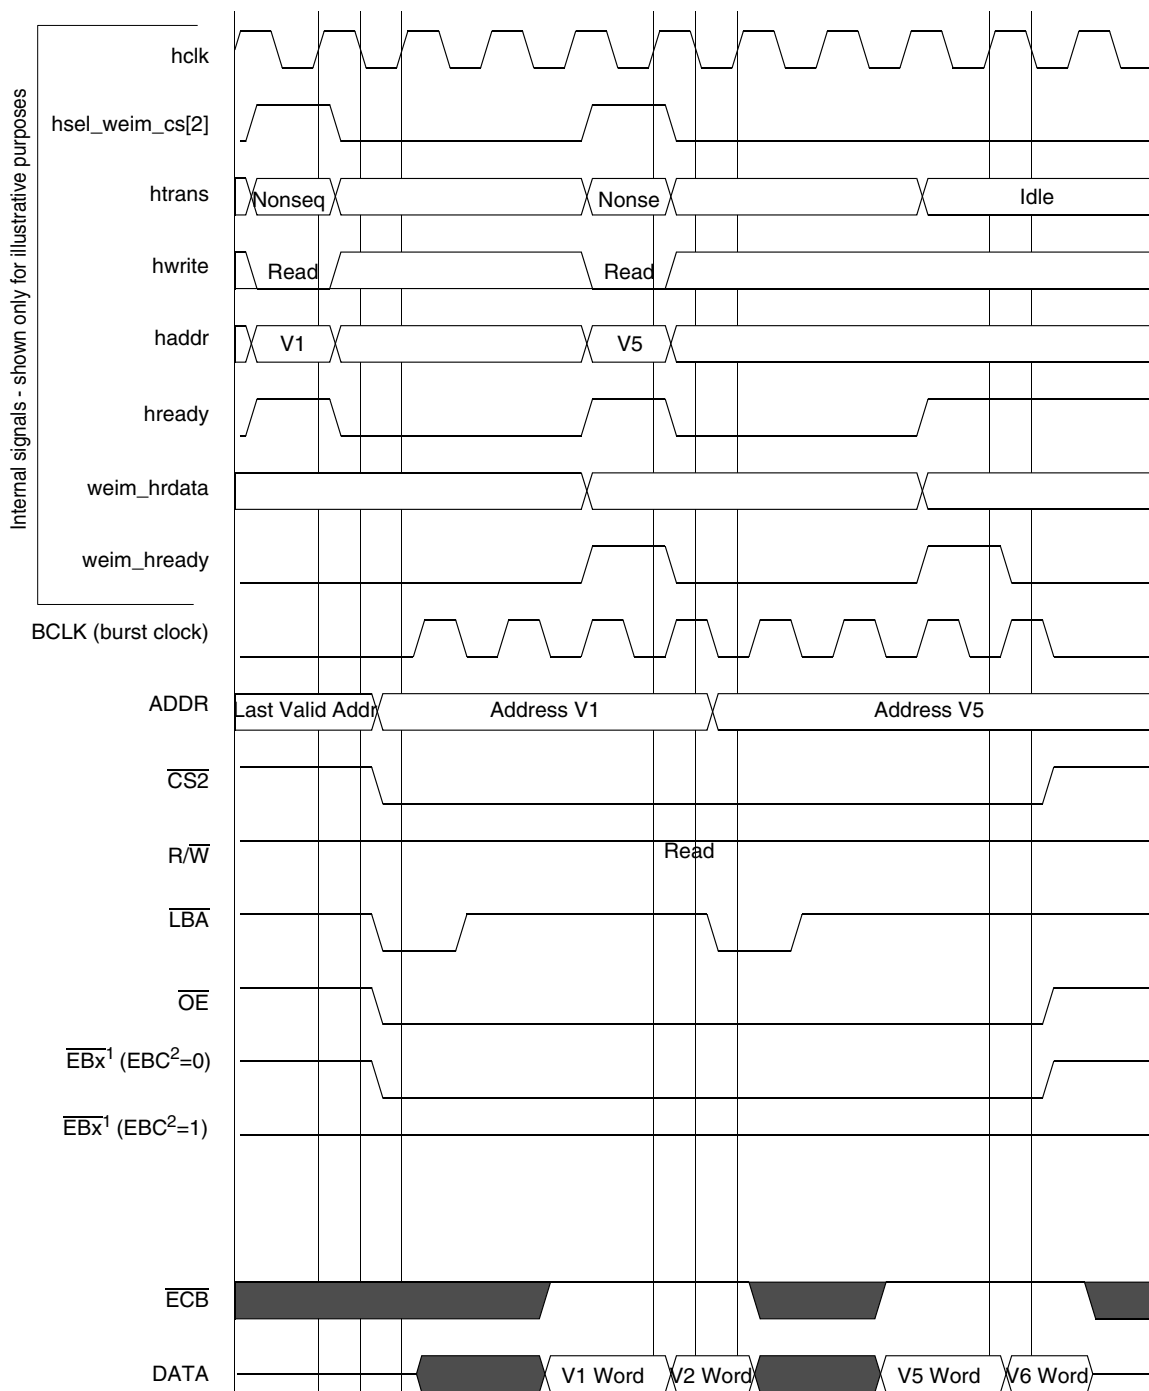 Internal signals - shown only for illustrative purposes
hclk
hsel_weim_cs[2]
htrans Nonseq Nonse Idle
hwrite Read Read
haddr V1 V5
hready
weim_hrdata
weim_hready
BCLK (burst clock)
ADDR Last Valid Addr Address V1 Address V5
CS2
R/W Read
LBA
OE
EBx¹ (EBC²=0)
EBx¹ (EBC²=1)
ECB
DATA V1 Word V2 Word V5 Word V6 Word